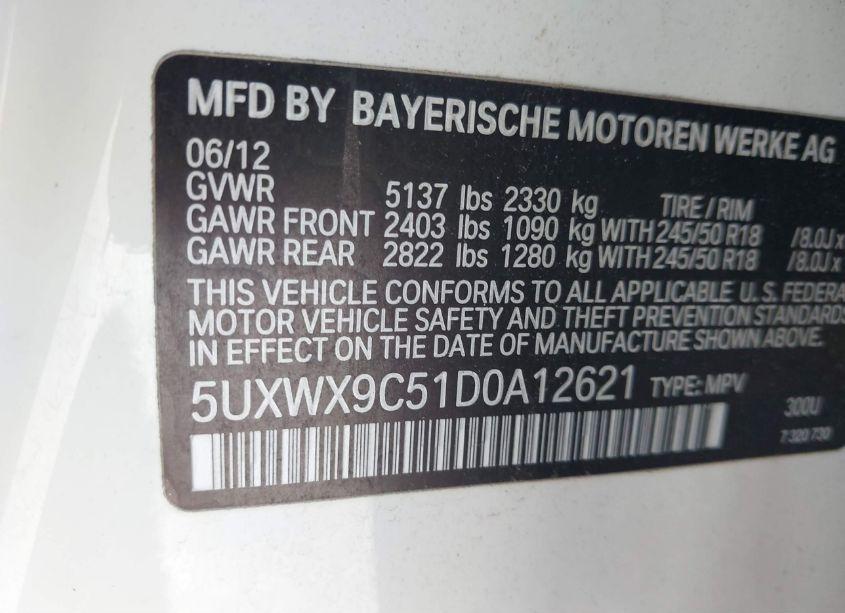 MFD BY BAYERISCHE MOTOREN WERKE AG
06/12
GVWR 5137 lbs 2330 kg TIRE / RIM
GAWR FRONT 2403 lbs 1090 kg WITH 245/50 R18 /8.0J x
GAWR REAR 2822 lbs 1280 kg WITH 245/50 R18 /8.0J x
THIS VEHICLE CONFORMS TO ALL APPLICABLE U.S. FEDERA
MOTOR VEHICLE SAFETY AND THEFT PREVENTION STANDARDS
IN EFFECT ON THE DATE OF MANUFACTURE SHOWN ABOVE.
5UXWX9C51D0A12621 TYPE: MPV
300U
7 320 730